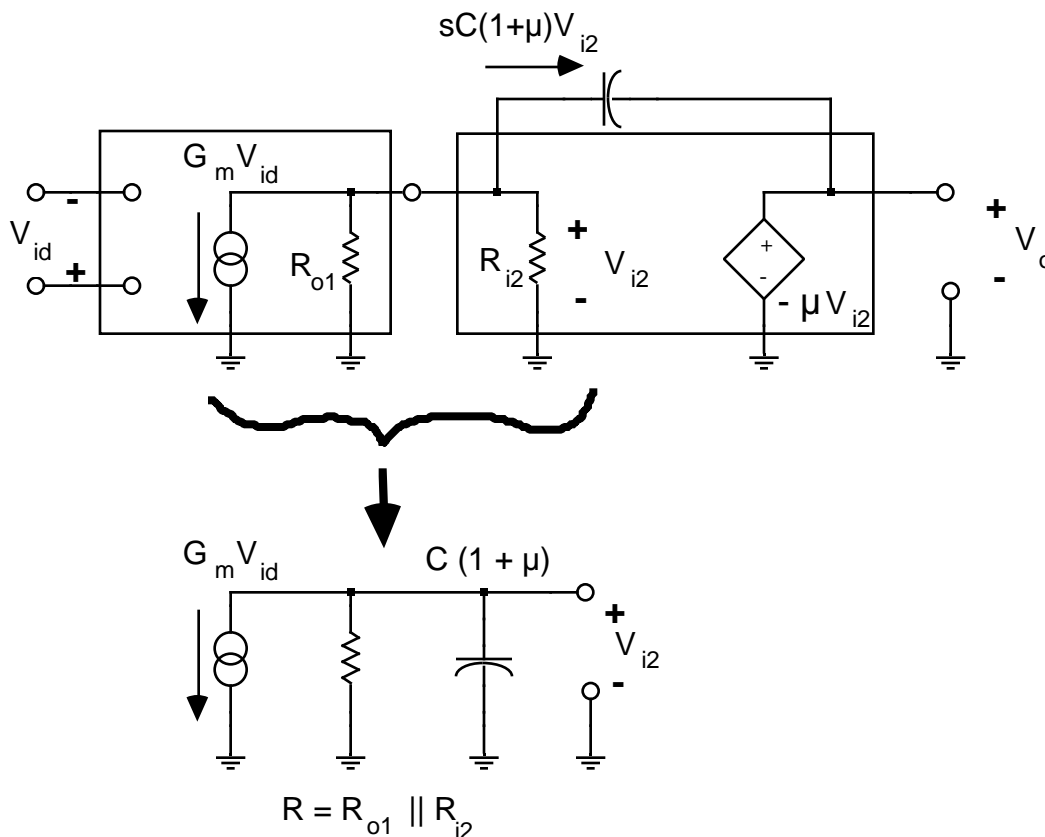 sC(1+µ)V i2
G m V id
-
V id
+
R o1
R i2
+
V i2
-
+
-
- µ V i2
+
V o
-
G m V id
C (1 + µ)
+
V i2
-
R = R o1 || R i2